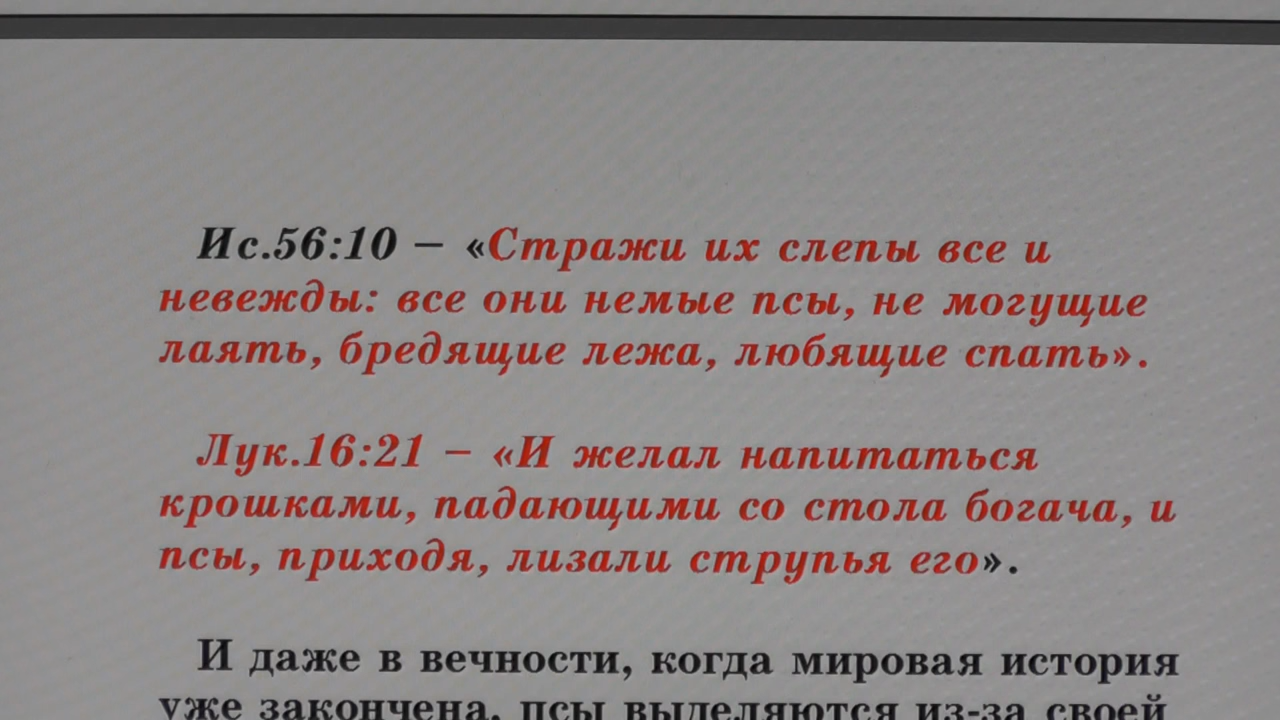 Ис.56:10 – «Стражи их слепы все и
невежды: все они немые псы, не могущие
лаять, бредящие лежа, любящие спать».
Лук.16:21 – «И желал напитаться
крошками, падающими со стола богача, и
псы, приходя, лизали струпья его».
И даже в вечности, когда мировая история
уже закончена, псы выделяются из-за своей